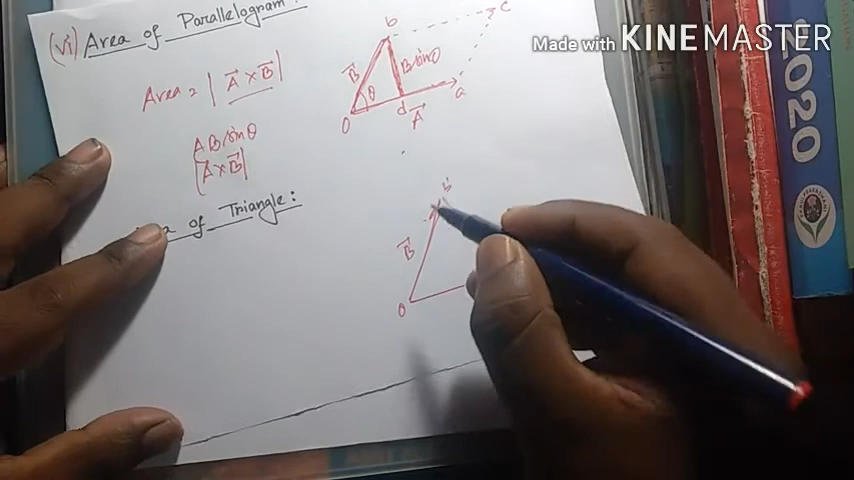 (vi) Area of Parallelogram:
Area = | A⃗ × B⃗ |
AB sinθ
|A⃗ × B⃗|
of Triangle:
b
c
B⃗
B sinθ
θ
O
d
a
A⃗
b
B⃗
O
Made with KINEMASTER
2020